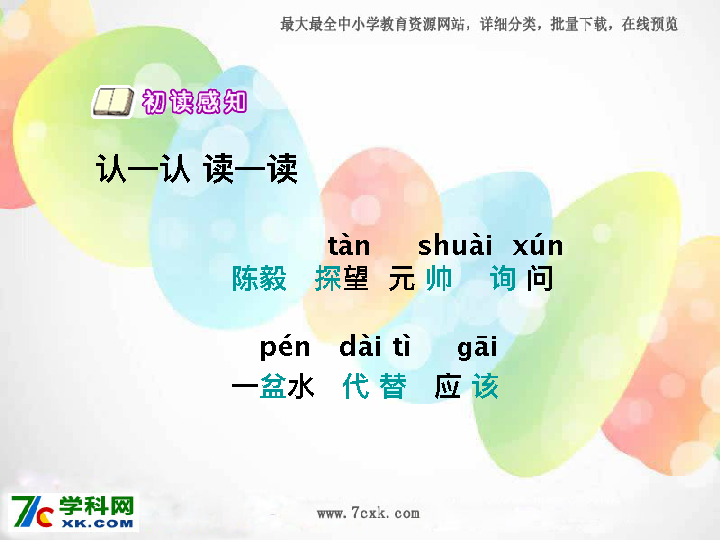 最大最全中小学教育资源网站，详细分类，批量下载，在线预览
初读感知
认一认 读一读
tàn shuài xún
陈毅 探望 元帅 询问
pén dài tì gāi
一盆水 代替 应该
7C 学科网
XK.COM
www.7cxk.com